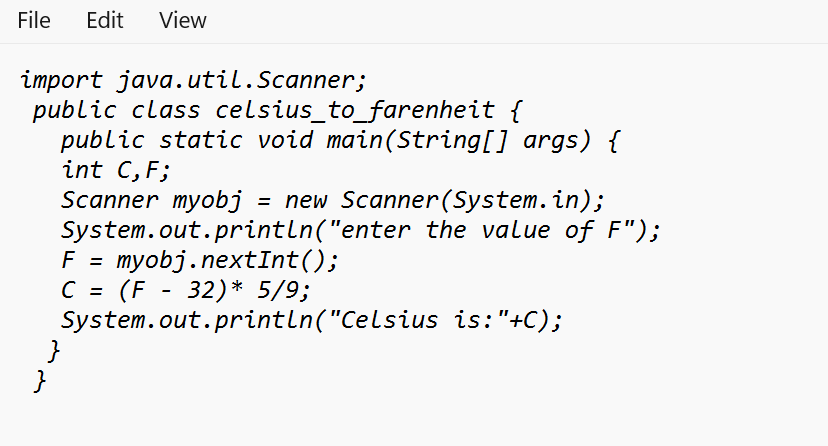 File Edit View
import java.util.Scanner;
public class celsius_to_farenheit {
public static void main(String[] args) {
int C,F;
Scanner myobj = new Scanner(System.in);
System.out.println("enter the value of F");
F = myobj.nextInt();
C = (F - 32)* 5/9;
System.out.println("Celsius is:"+C);
}
}